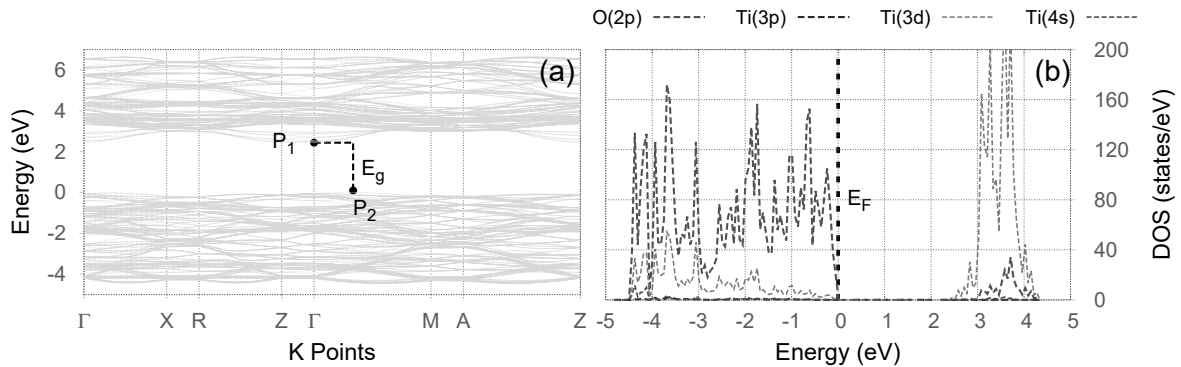 O(2p) Ti(3p) Ti(3d) Ti(4s)
(a)
6
4
2
0
-2
-4
Energy (eV)
P1
Eg
P2
Γ X R Z Γ M A Z
K Points
(b)
200
160
120
80
40
0
DOS (states/eV)
EF
-5 -4 -3 -2 -1 0 1 2 3 4 5
Energy (eV)